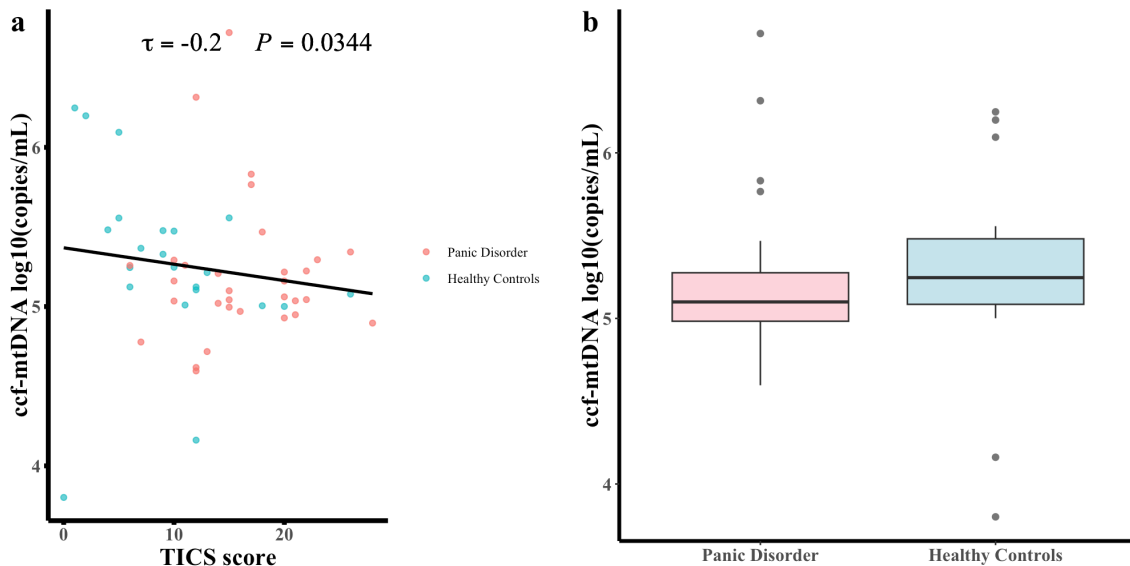 a
τ = -0.2 P = 0.0344
ccf-mtDNA log10(copies/mL)
6
5
4
0 10 20
TICS score
Panic Disorder
Healthy Controls
b
ccf-mtDNA log10(copies/mL)
6
5
4
Panic Disorder Healthy Controls